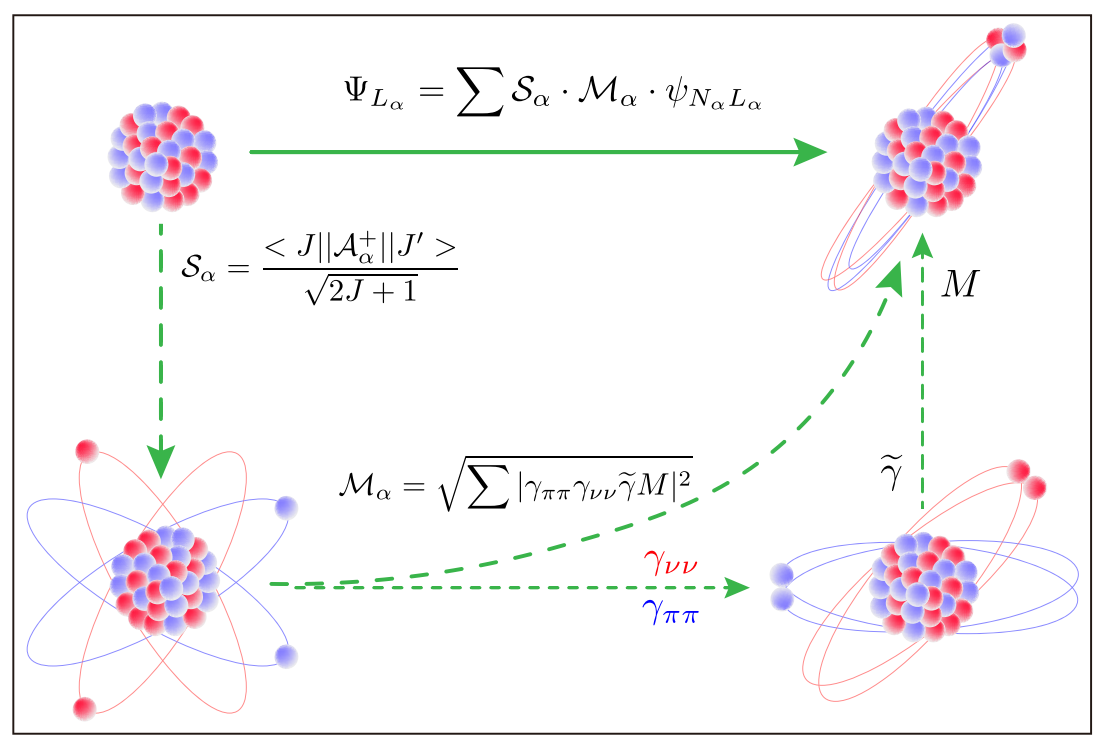 Ψ_{L_α} = ∑ 𝒮_α · ℳ_α · ψ_{N_α L_α}
𝒮_α = < J||𝒜_α^+||J′ > / √(2J + 1)
M
ℳ_α = √(∑ |γ_{ππ}γ_{νν}γ̃M|²)
γ̃
γ_{νν}
γ_{ππ}